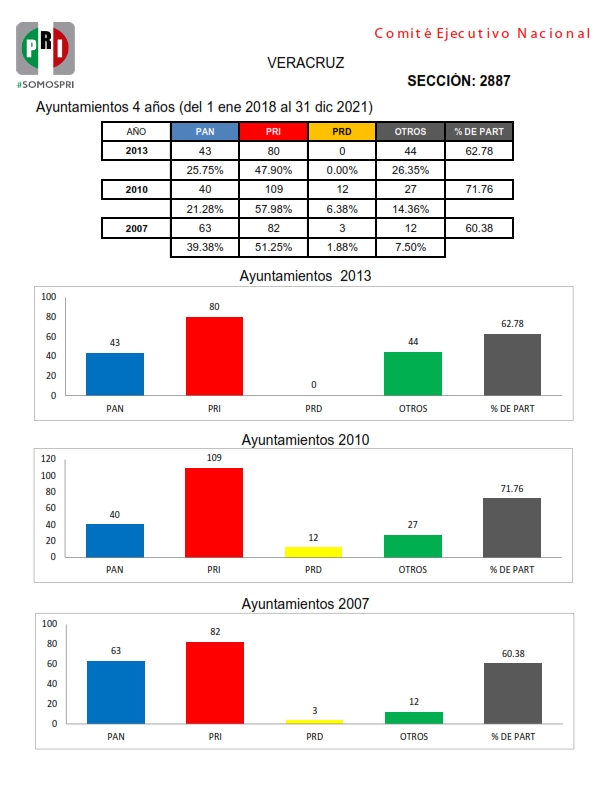 Comité Ejecutivo Nacional
PRI
#SOMOSPRI
VERACRUZ
SECCIÓN: 2887
Ayuntamientos 4 años (del 1 ene 2018 al 31 dic 2021)
AÑO PAN PRI PRD OTROS % DE PART
2013 43 80 0 44 62.78
25.75% 47.90% 0.00% 26.35%
2010 40 109 12 27 71.76
21.28% 57.98% 6.38% 14.36%
2007 63 82 3 12 60.38
39.38% 51.25% 1.88% 7.50%
Ayuntamientos 2013
100
80
60
40
20
0
43 80 0 44 62.78
PAN PRI PRD OTROS % DE PART
Ayuntamientos 2010
120
100
80
60
40
20
0
40 109 12 27 71.76
PAN PRI PRD OTROS % DE PART
Ayuntamientos 2007
100
80
60
40
20
0
63 82 3 12 60.38
PAN PRI PRD OTROS % DE PART